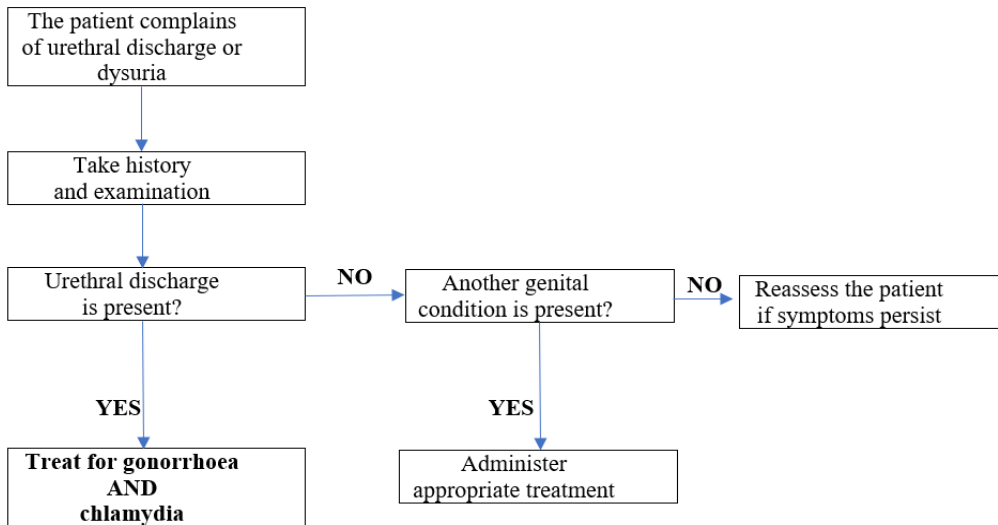 The patient complains
of urethral discharge or
dysuria
Take history
and examination
Urethral discharge
is present?
NO
Another genital
condition is present?
NO
Reassess the patient
if symptoms persist
YES
YES
Treat for gonorrhoea
AND
chlamydia
Administer
appropriate treatment